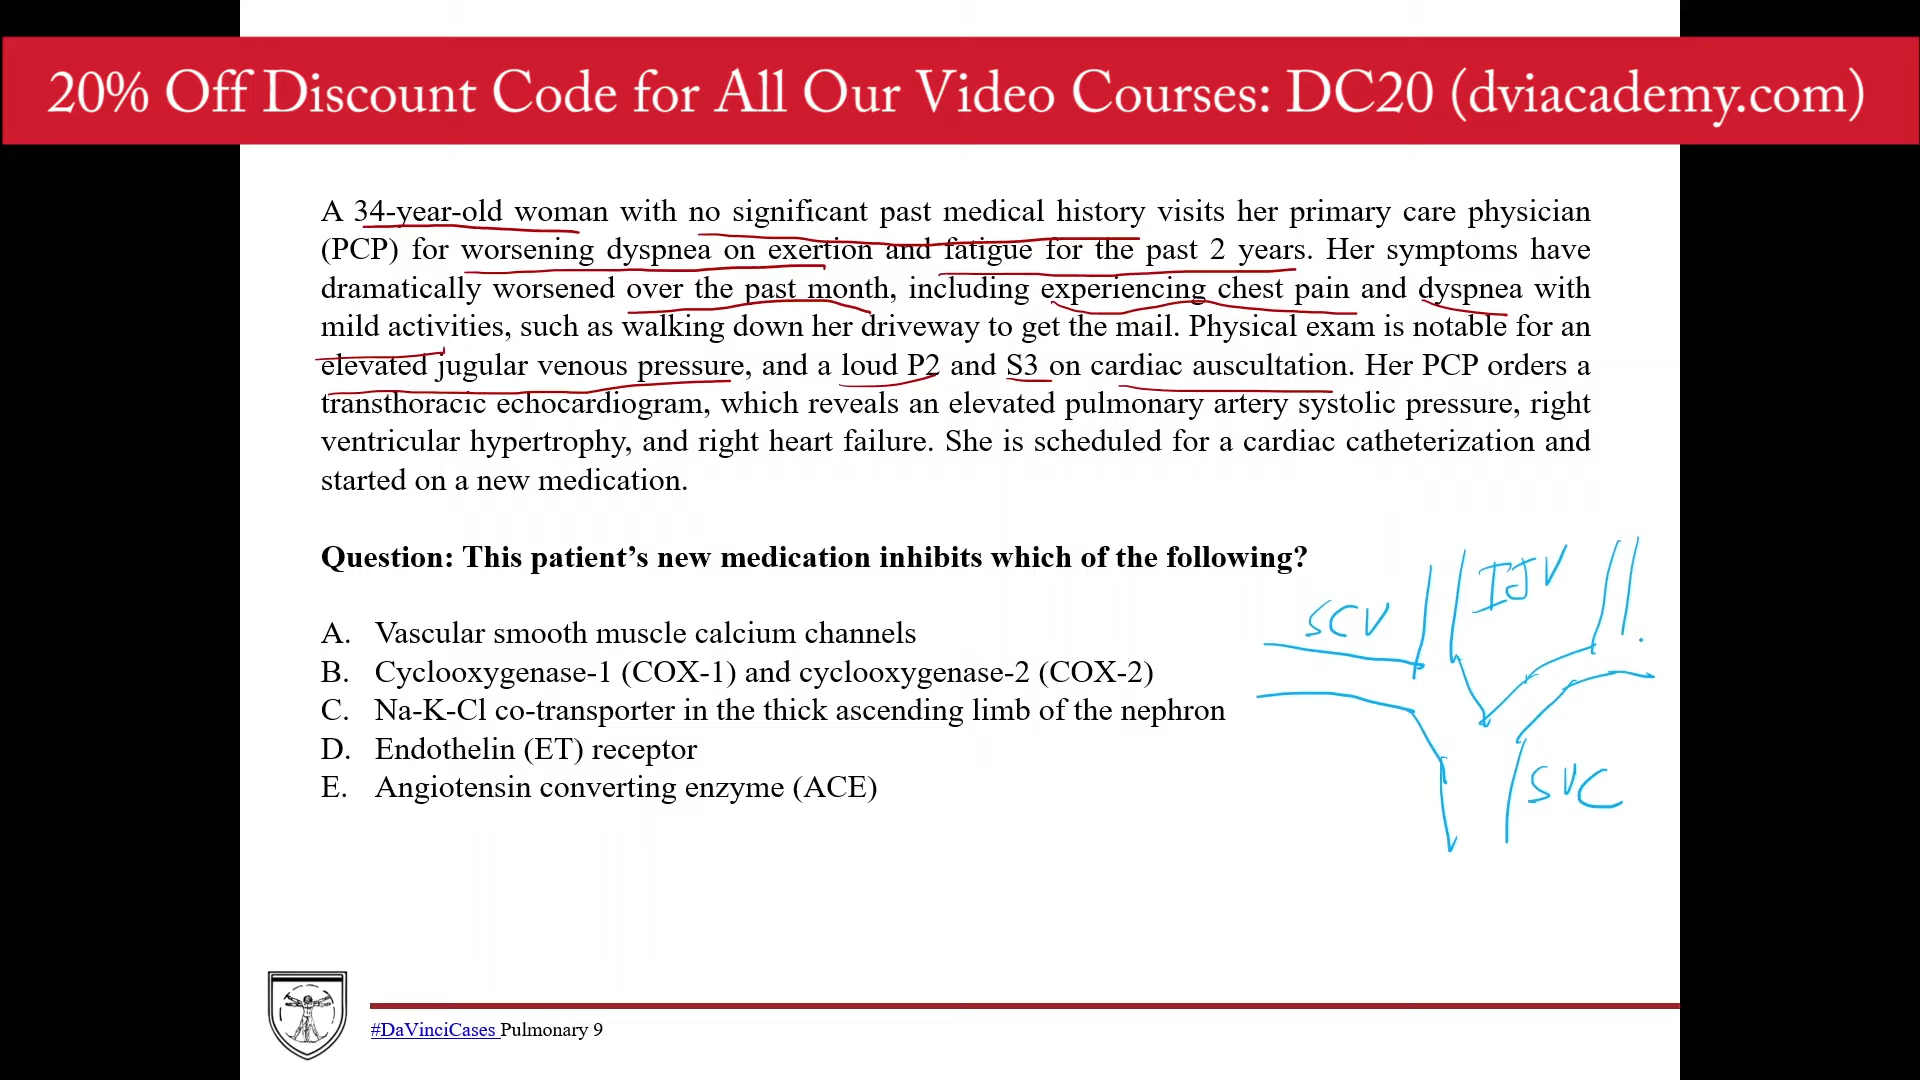 20% Off Discount Code for All Our Video Courses: DC20 (dviacademy.com)
A 34-year-old woman with no significant past medical history visits her primary care physician
(PCP) for worsening dyspnea on exertion and fatigue for the past 2 years. Her symptoms have
dramatically worsened over the past month, including experiencing chest pain and dyspnea with
mild activities, such as walking down her driveway to get the mail. Physical exam is notable for an
elevated jugular venous pressure, and a loud P2 and S3 on cardiac auscultation. Her PCP orders a
transthoracic echocardiogram, which reveals an elevated pulmonary artery systolic pressure, right
ventricular hypertrophy, and right heart failure. She is scheduled for a cardiac catheterization and
started on a new medication.
Question: This patient’s new medication inhibits which of the following?
A. Vascular smooth muscle calcium channels
B. Cyclooxygenase-1 (COX-1) and cyclooxygenase-2 (COX-2)
C. Na-K-Cl co-transporter in the thick ascending limb of the nephron
D. Endothelin (ET) receptor
E. Angiotensin converting enzyme (ACE)
SCV
IJV
SVC
#DaVinciCases Pulmonary 9